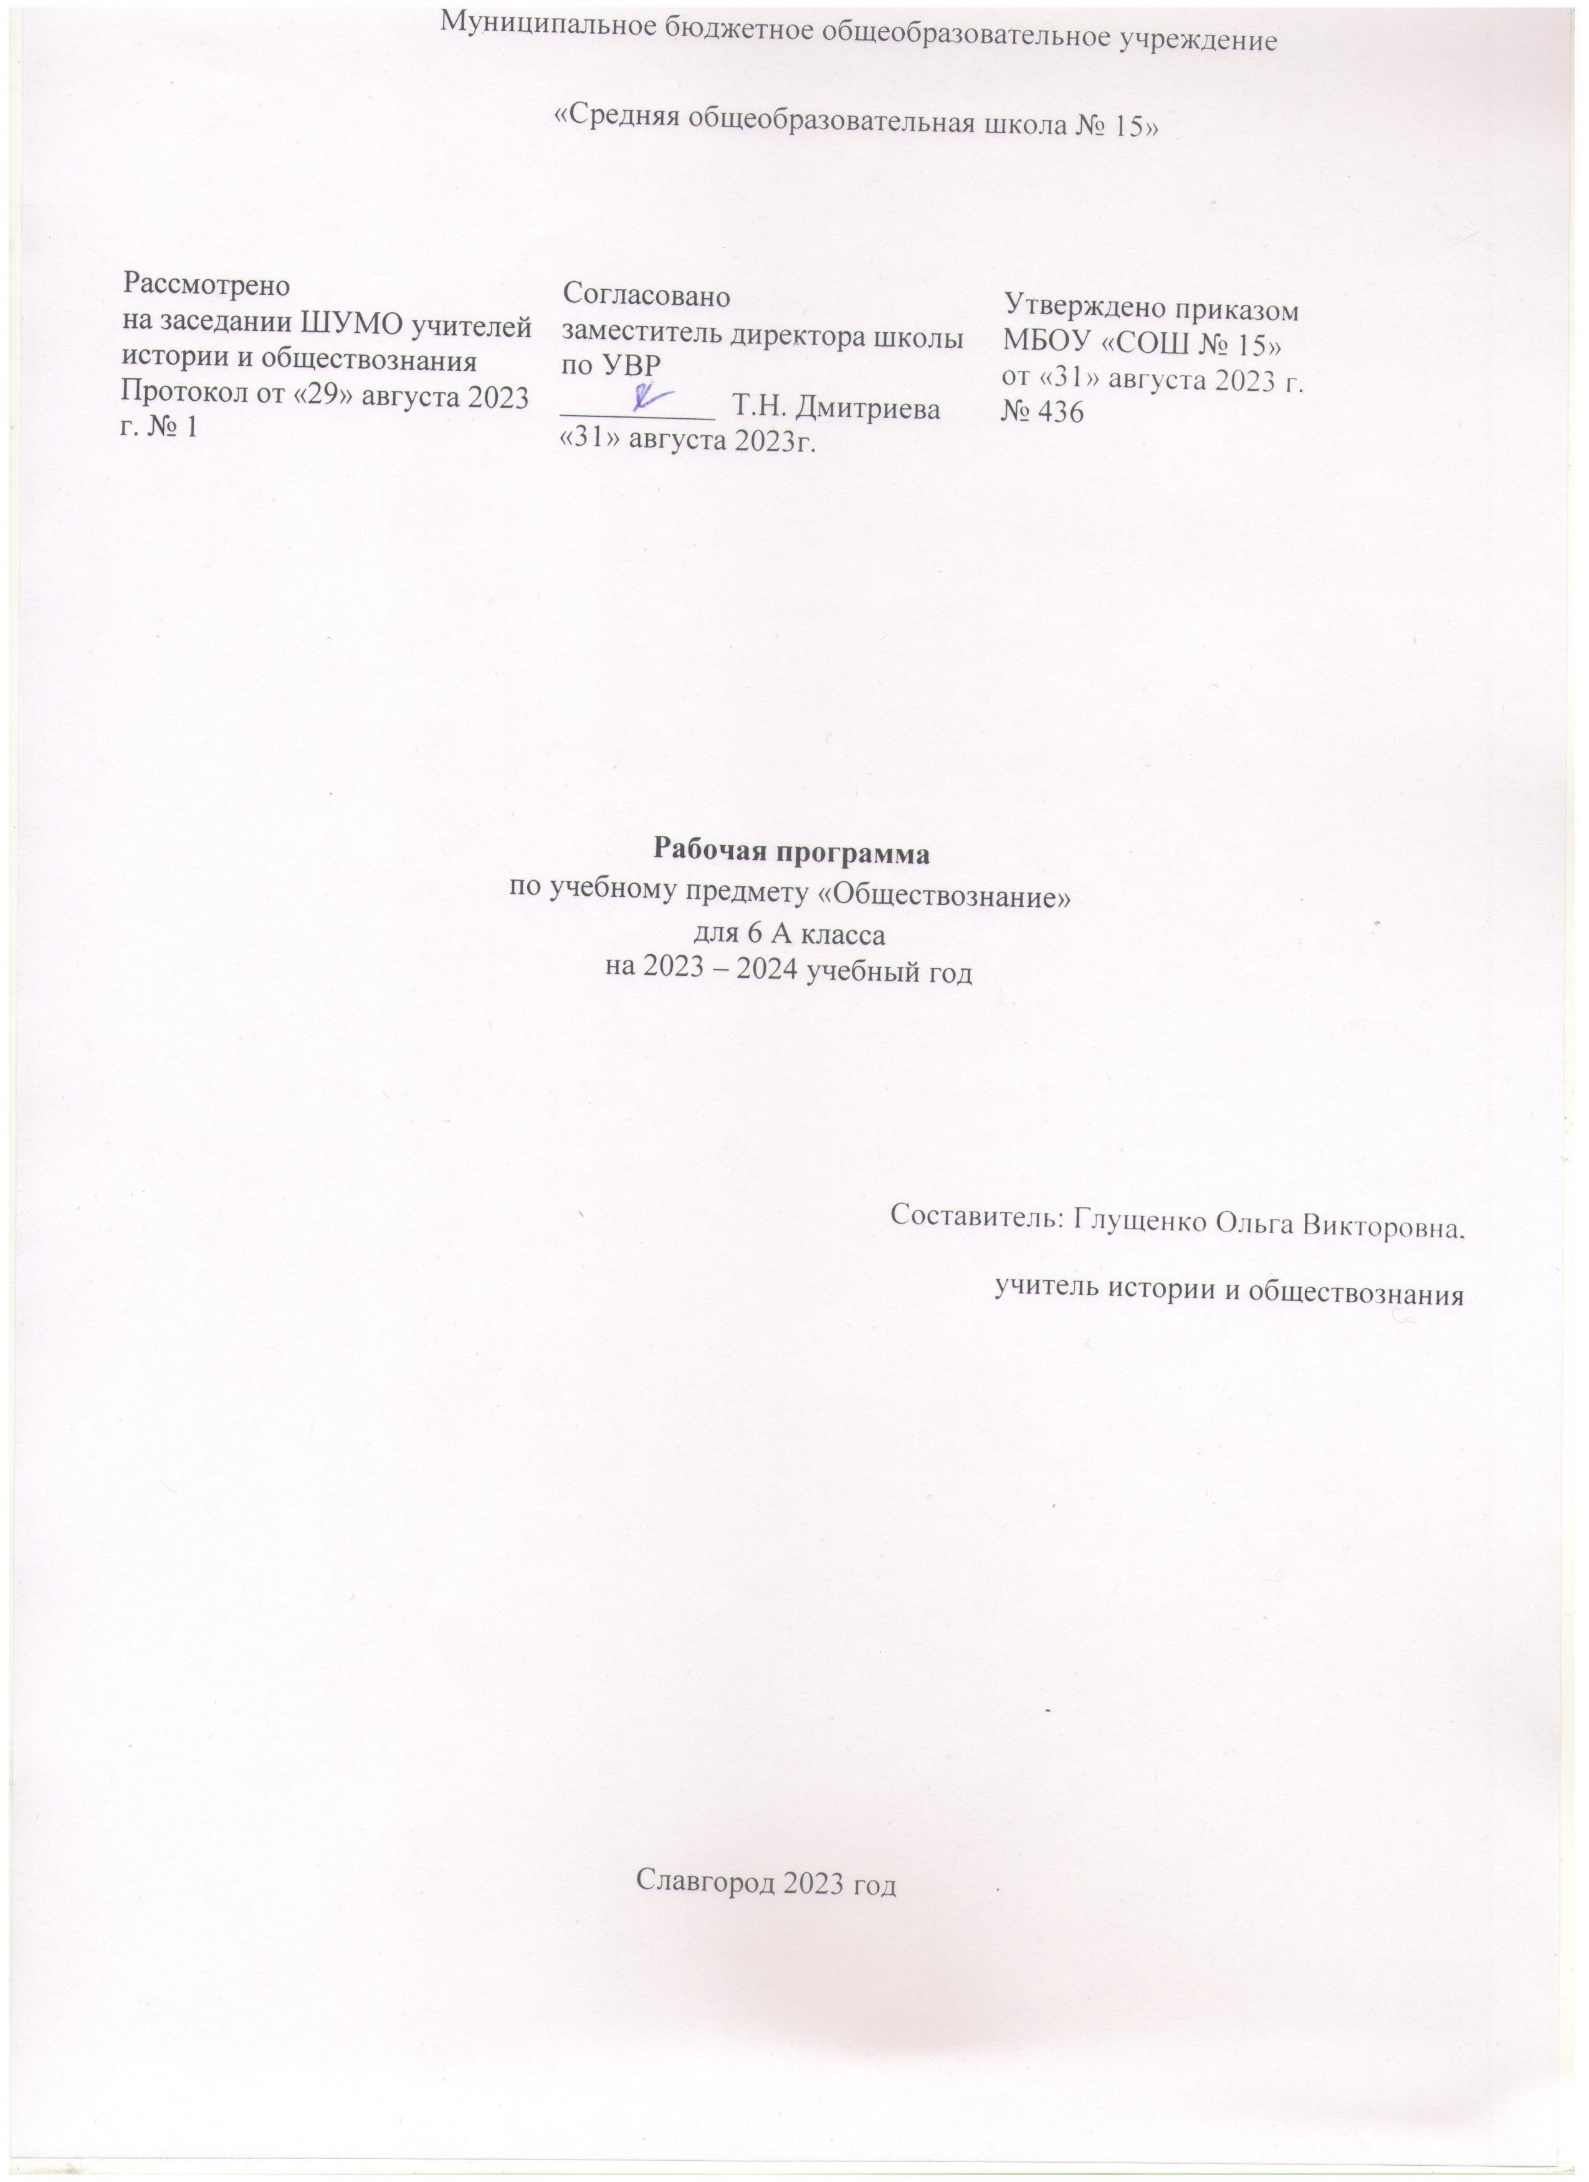 Муниципальное бюджетное общеобразовательное учреждение
«Средняя общеобразовательная школа № 15»
Рассмотрено
на заседании ШУМО учителей
истории и обществознания
Протокол от «29» августа 2023
г. № 1
Согласовано
заместитель директора школы
по УВР
___________ Т.Н. Дмитриева
«31» августа 2023г.
Утверждено приказом
МБОУ «СОШ № 15»
от «31» августа 2023 г.
№ 436
Рабочая программа
по учебному предмету «Обществознание»
для 6 А класса
на 2023 – 2024 учебный год
Составитель: Глущенко Ольга Викторовна.
учитель истории и обществознания
Славгород 2023 год